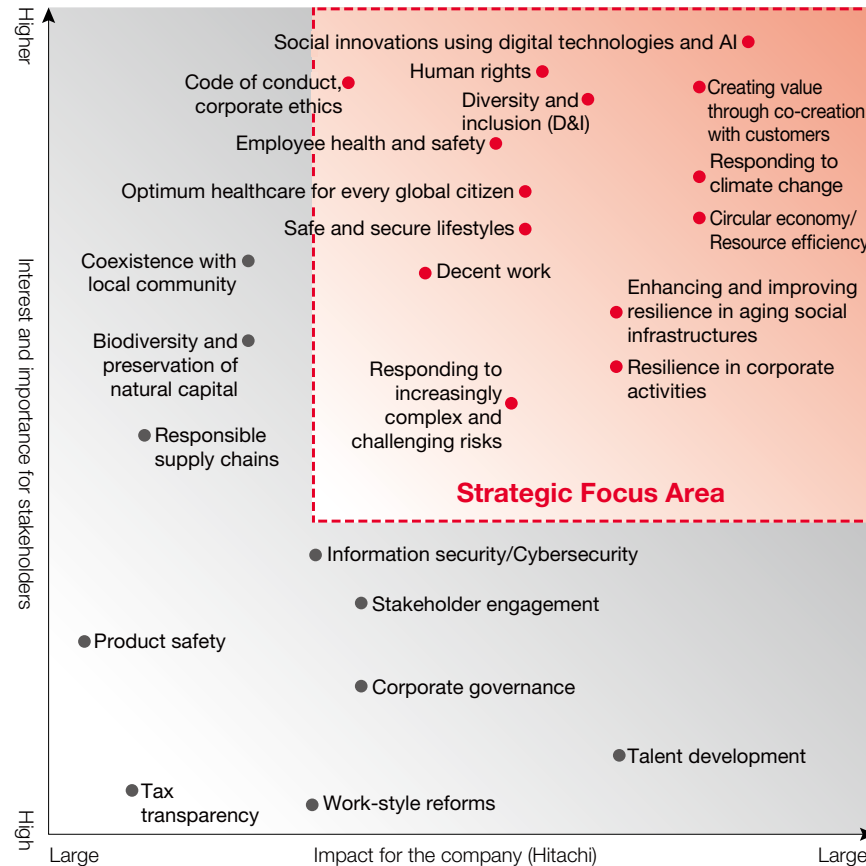 Higher
Interest and importance for stakeholders
High
Social innovations using digital technologies and AI
Code of conduct,
corporate ethics
Human rights
Diversity and
inclusion (D&I)
Creating value
through co-creation
with customers
Employee health and safety
Responding to
climate change
Optimum healthcare for every global citizen
Safe and secure lifestyles
Circular economy/
Resource efficiency
Coexistence with
local community
Decent work
Enhancing and improving
resilience in aging social
infrastructures
Biodiversity and
preservation of
natural capital
Resilience in corporate
activities
Responding to
increasingly
complex and
challenging risks
Responsible
supply chains
Strategic Focus Area
Information security/Cybersecurity
Stakeholder engagement
Product safety
Corporate governance
Talent development
Tax
transparency
Work-style reforms
Large
Impact for the company (Hitachi)
Large